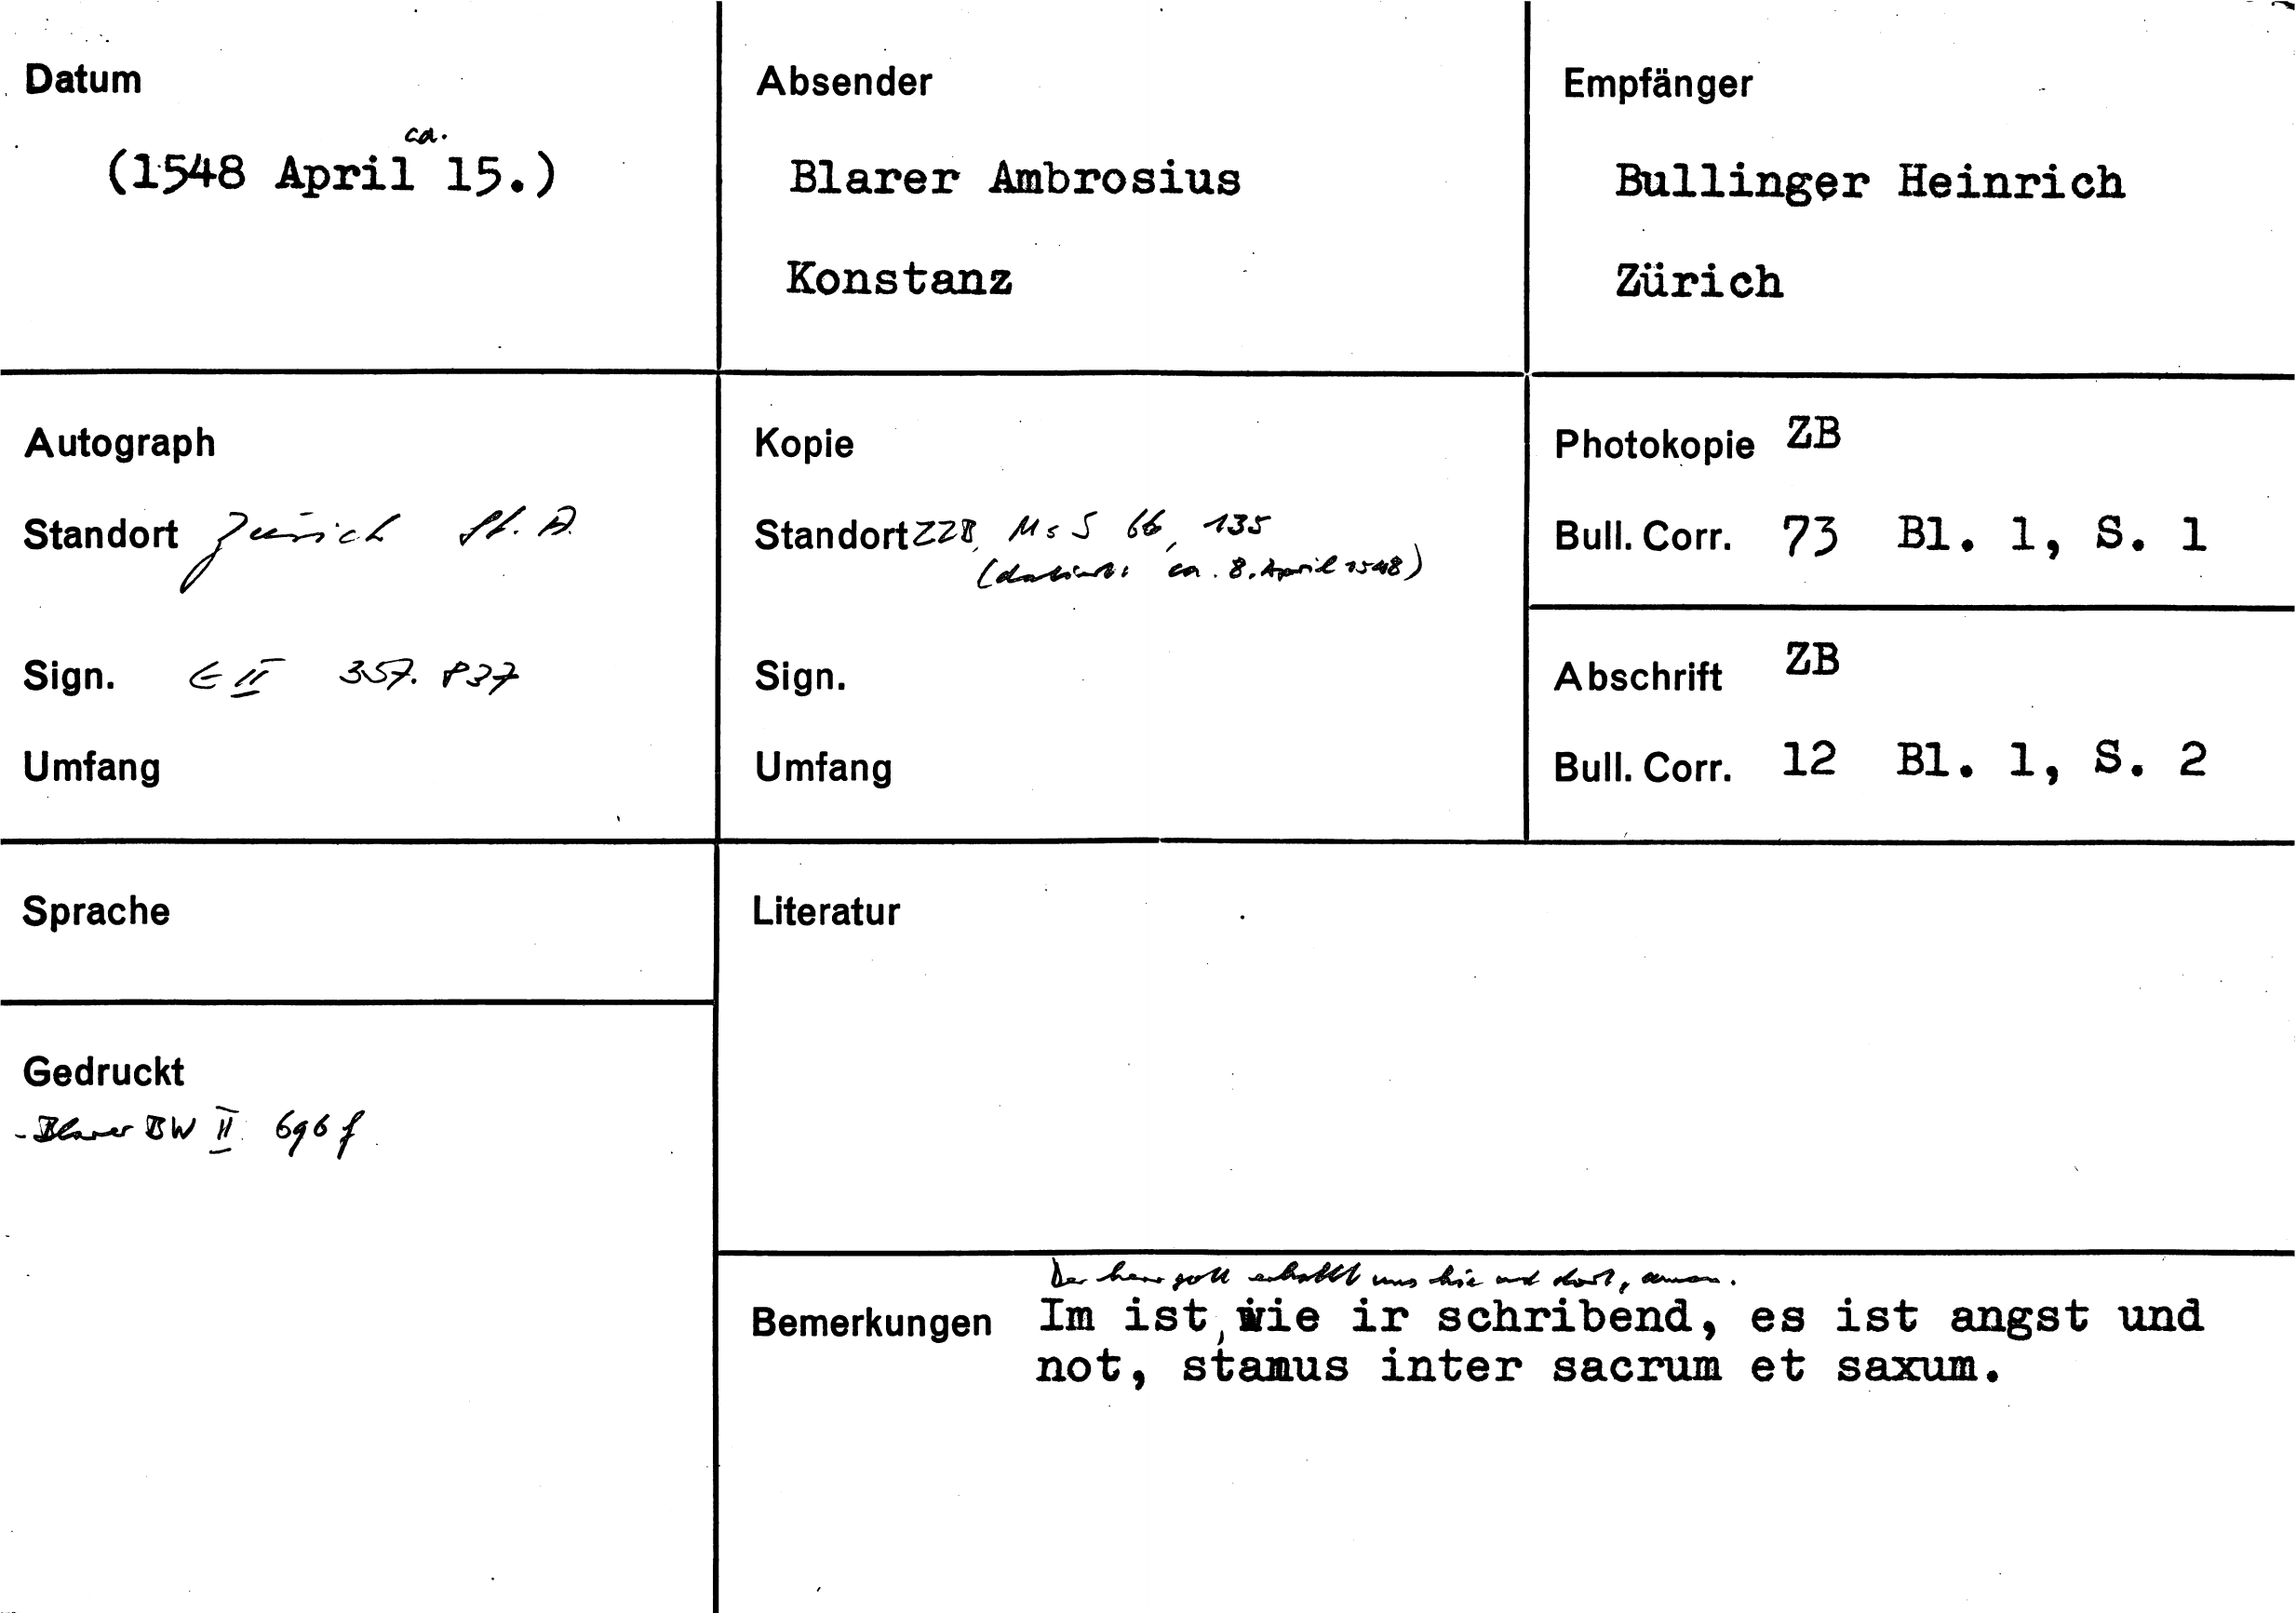 Datum
ca.
(1548 April 15.)
Absender
Blarer Ambrosius
Konstanz
Empfänger
Bullinger Heinrich
Zürich
Autograph
Standort Zürich St. A.
Sign. E II 357. 837
Umfang
Kopie
Standort ZZB, Ms S 66, 135
(datiert: ca. 8. April 1548)
Sign.
Umfang
Photokopie ZB
Bull. Corr. 73 Bl. 1, S. 1
Abschrift ZB
Bull. Corr. 12 Bl. 1, S. 2
Sprache
Literatur
Gedruckt
- Blarer BW II 696 f
Der herr gott erhallt uns hie und dort, amen.
Bemerkungen Im ist, wie ir schribend, es ist angst und
not, stamus inter sacrum et saxum.